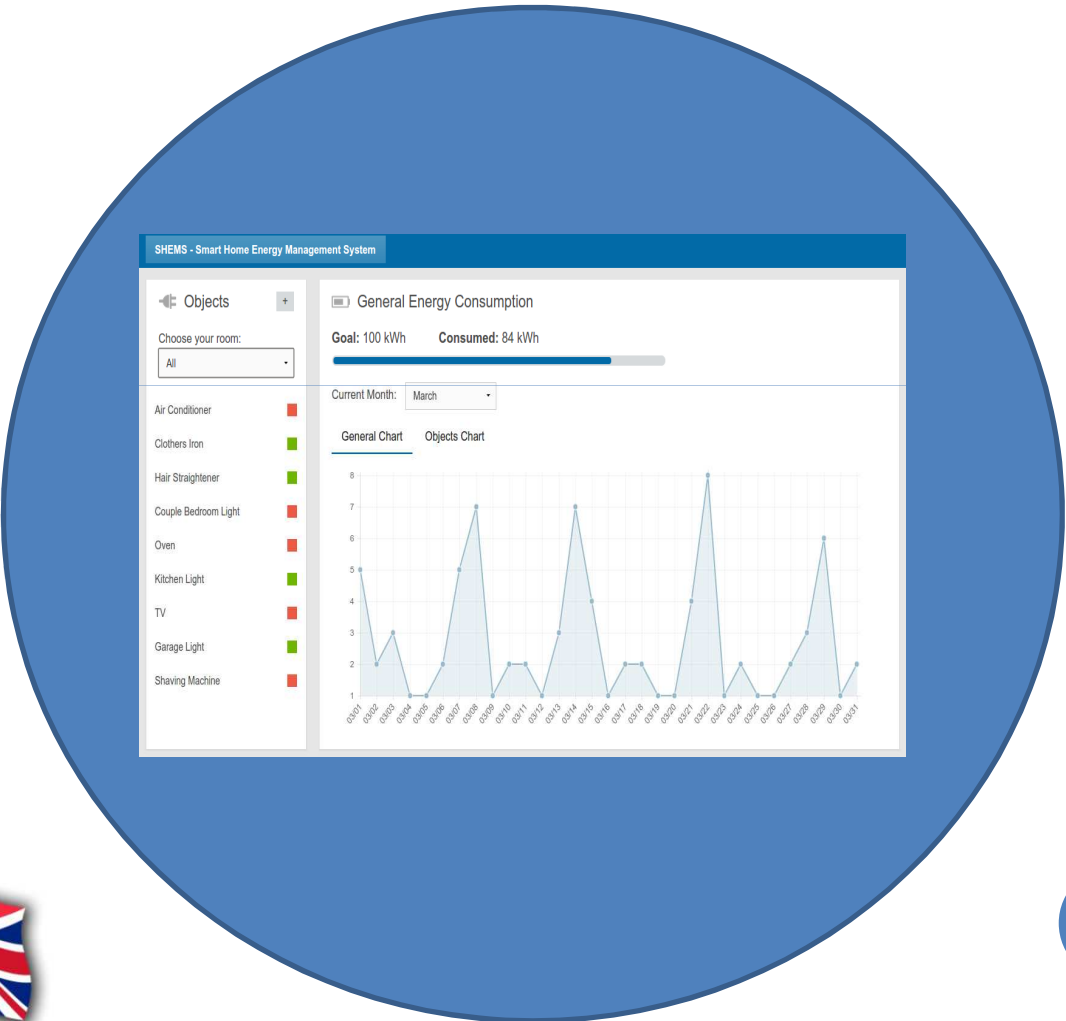 SHEMS - Smart Home Energy Management System
Objects
+
Choose your room:
All
Air Conditioner
Clothers Iron
Hair Straightener
Couple Bedroom Light
Oven
Kitchen Light
TV
Garage Light
Shaving Machine
General Energy Consumption
Goal: 100 kWh Consumed: 84 kWh
Current Month: March
General Chart Objects Chart
8
7
6
5
4
3
2
1
03/01 03/02 03/03 03/04 03/05 03/06 03/07 03/08 03/09 03/10 03/11 03/12 03/13 03/14 03/15 03/16 03/17 03/18 03/19 03/20 03/21 03/22 03/23 03/24 03/25 03/26 03/27 03/28 03/29 03/30 03/31